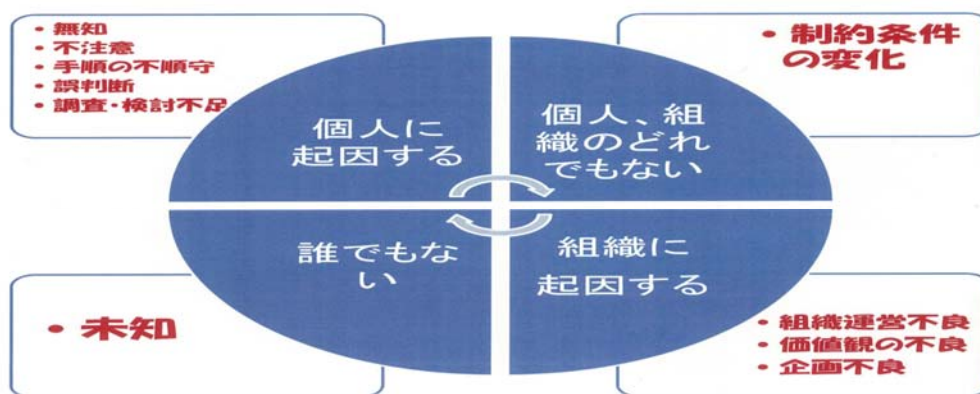 ・無知
・不注意
・手順の不順守
・誤判断
・調査・検討不足
個人に
起因する
・制約条件
の変化
個人、組
織のどれ
でもない
誰でもな
い
・未知
組織に
起因する
・組織運営不良
・価値観の不良
・企画不良